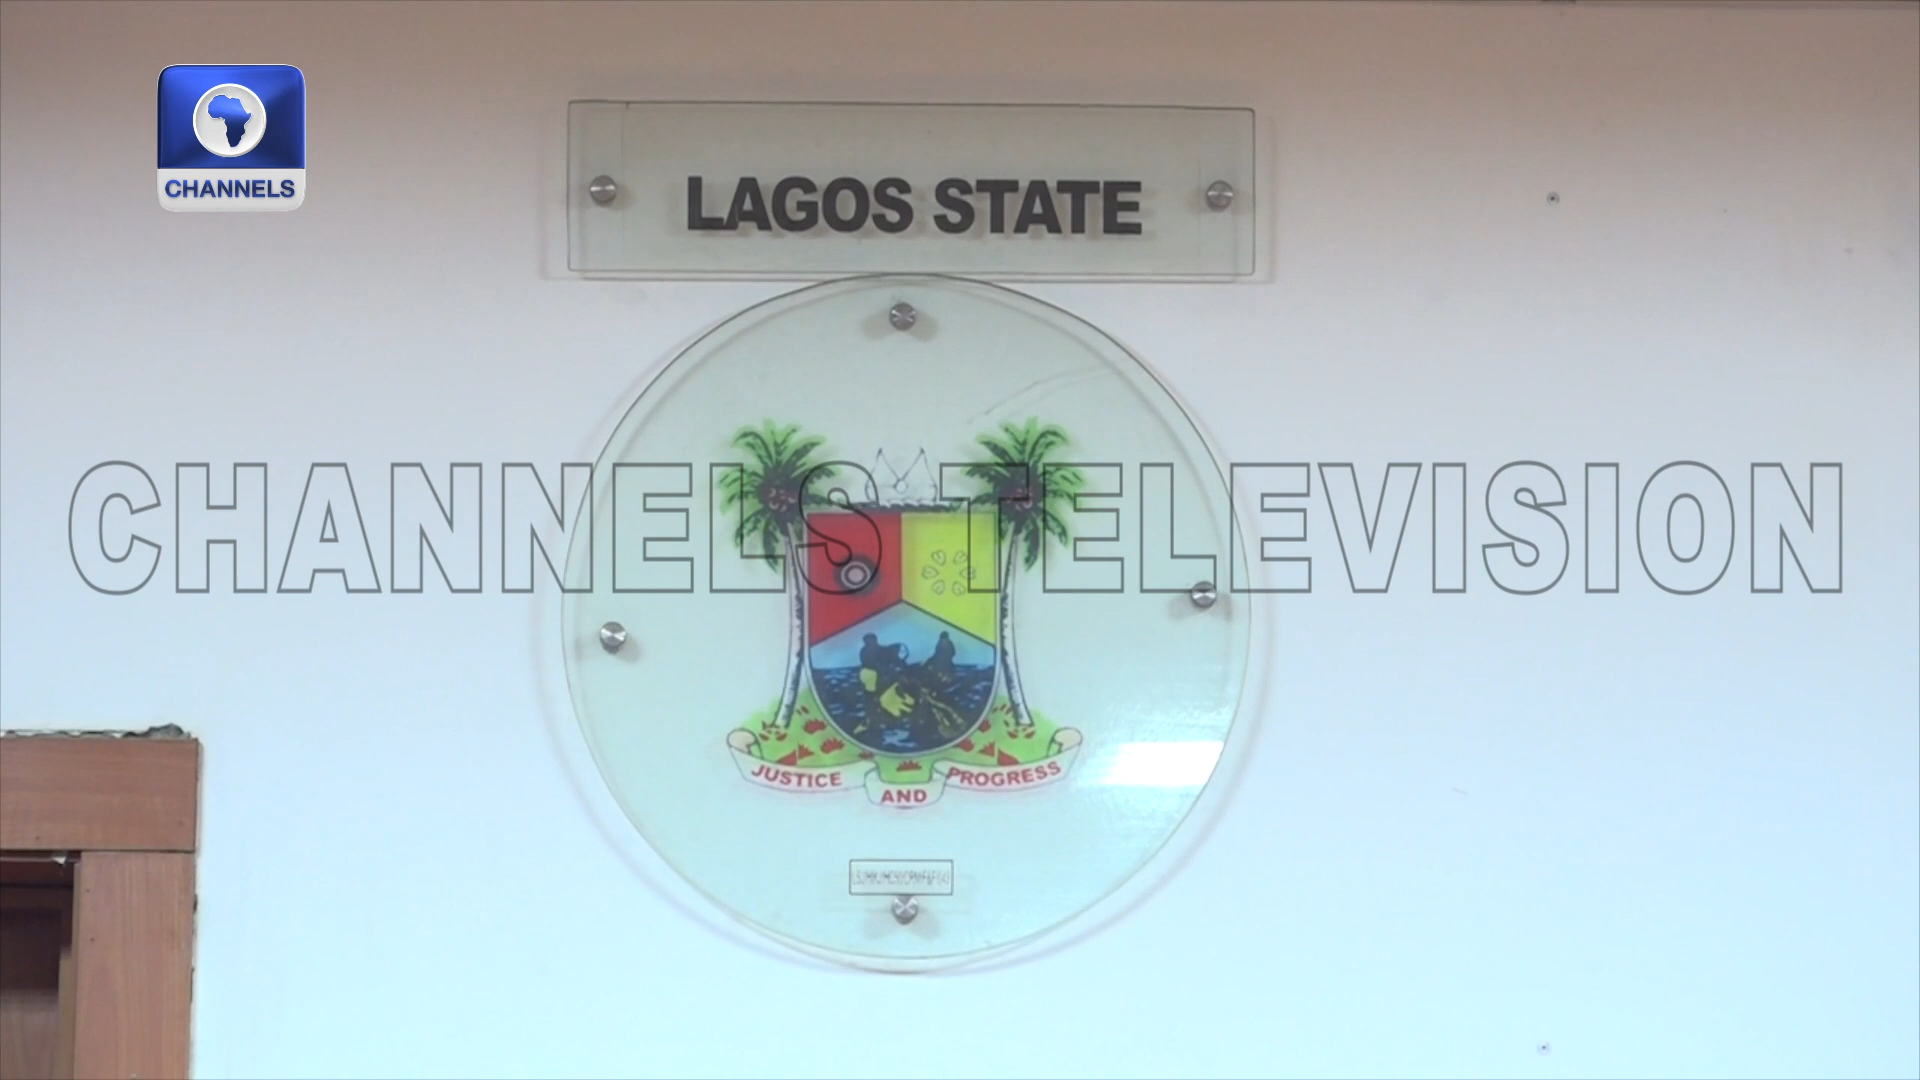 CHANNELS
LAGOS STATE
CHANNELS TELEVISION
JUSTICE AND PROGRESS